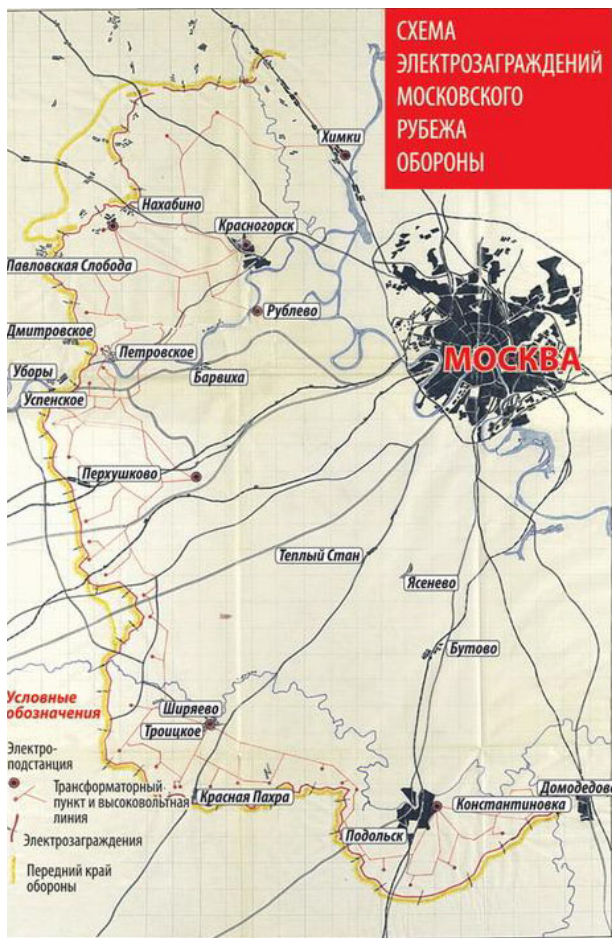 СХЕМА
ЭЛЕКТРОЗАГРАЖДЕНИЙ
МОСКОВСКОГО
РУБЕЖА
ОБОРОНЫ
Химки
Нахабино
Красногорск
Павловская Слобода
Рублево
Дмитровское
Петровское
МОСКВА
Уборы
Барвиха
Успенское
Перхушково
Теплый Стан
Ясенево
Бутово
Условные
обозначения
Ширяево
Троицкое
Электро-
подстанция
Трансформаторный
пункт и высоковольтная
линия
Красная Пахра
Константиновка
Домодедово
Электрозаграждения
Подольск
Передний край
обороны